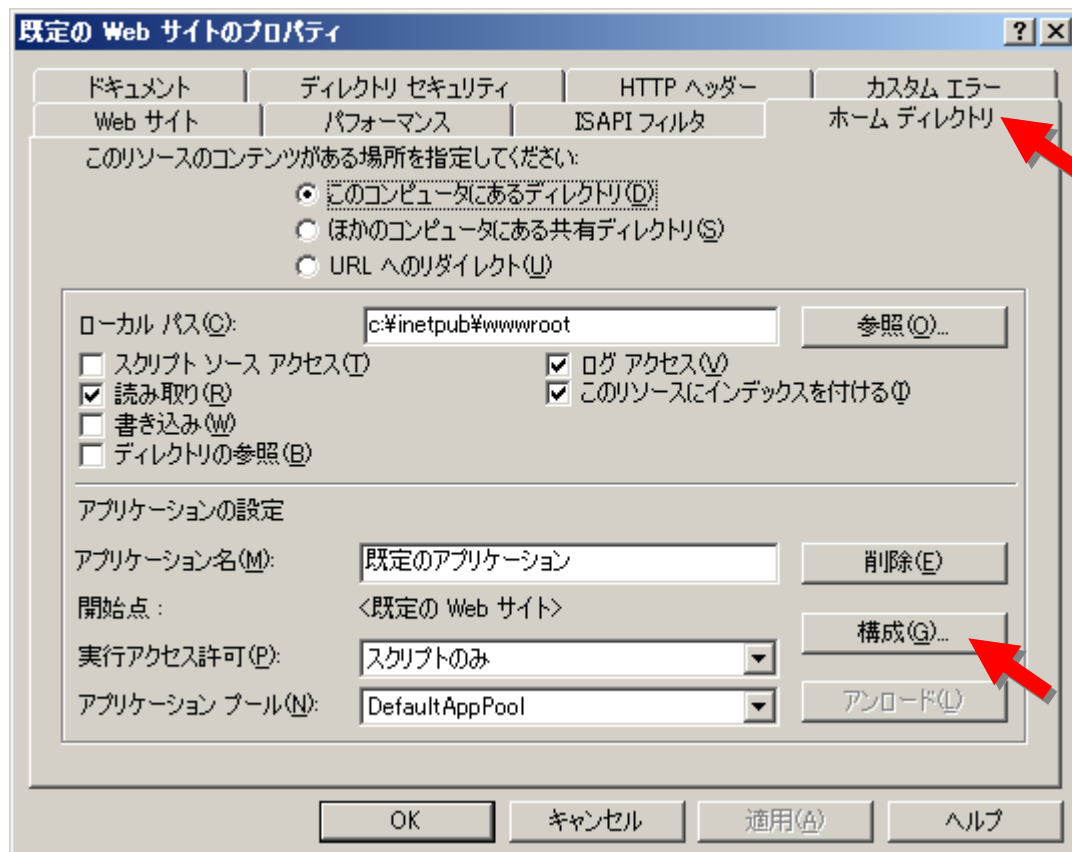 既定の Web サイトのプロパティ ? ×
ドキュメント ディレクトリ セキュリティ HTTP ヘッダー カスタム エラー
Web サイト パフォーマンス ISAPI フィルタ ホーム ディレクトリ
このリソースのコンテンツがある場所を指定してください:
このコンピュータにあるディレクトリ(D)
ほかのコンピュータにある共有ディレクトリ(S)
URL へのリダイレクト(U)
ローカル パス(C): c:¥inetpub¥wwwroot 参照(O)...
スクリプト ソース アクセス(T) ログ アクセス(V)
読み取り(R) このリソースにインデックスを付ける(I)
書き込み(W)
ディレクトリの参照(B)
アプリケーションの設定
アプリケーション名(M): 既定のアプリケーション 削除(E)
開始点: <既定の Web サイト>
構成(G)...
実行アクセス許可(P): スクリプトのみ
アプリケーション プール(N): DefaultAppPool アンロード(L)
OK キャンセル 適用(A) ヘルプ